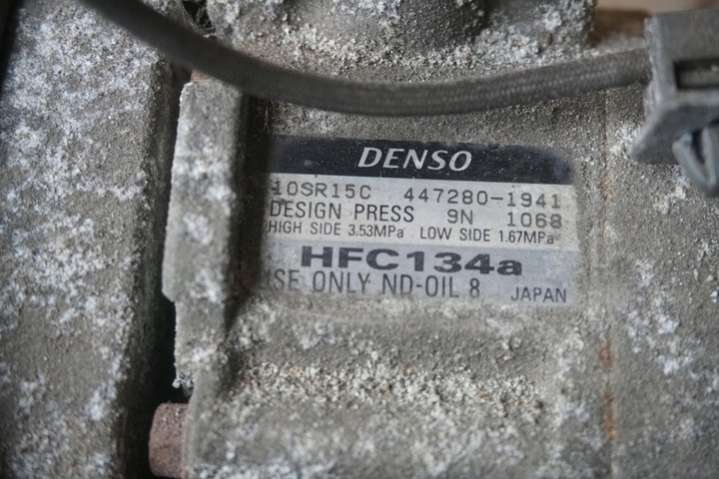 DENSO
10SR15C 447280-1941
DESIGN PRESS 9N 1068
HIGH SIDE 3.53MPa LOW SIDE 1.67MPa
HFC134a
USE ONLY ND-OIL 8 JAPAN